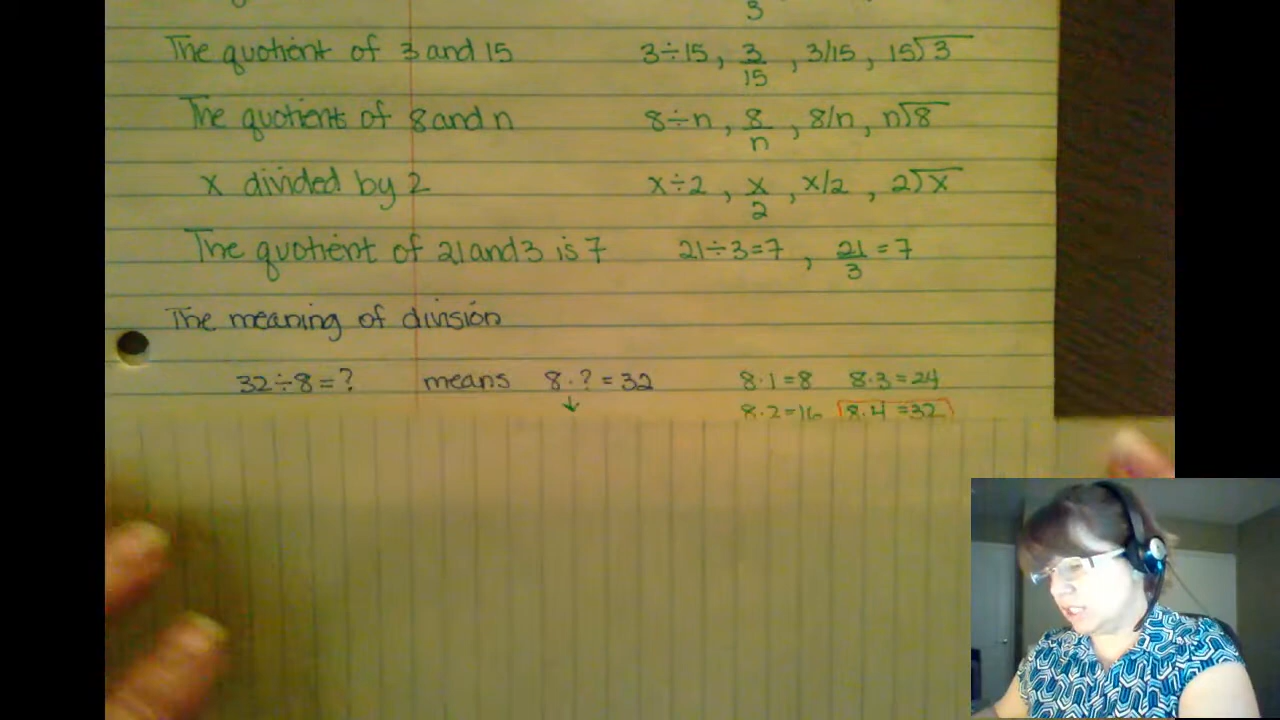 3
The quotient of 3 and 15 3÷15, 3/15, 3/15, 15⟌3
The quotients of 8 and n 8÷n, 8/n, 8/n, n⟌8
x divided by 2 x÷2, x/2, x/2, 2⟌x
The quotient of 21 and 3 is 7 21÷3=7, 21/3=7
The meaning of division
32÷8=? means 8·?=32 8·1=8 8·3=24
↓ 8·2=16 8·4=32